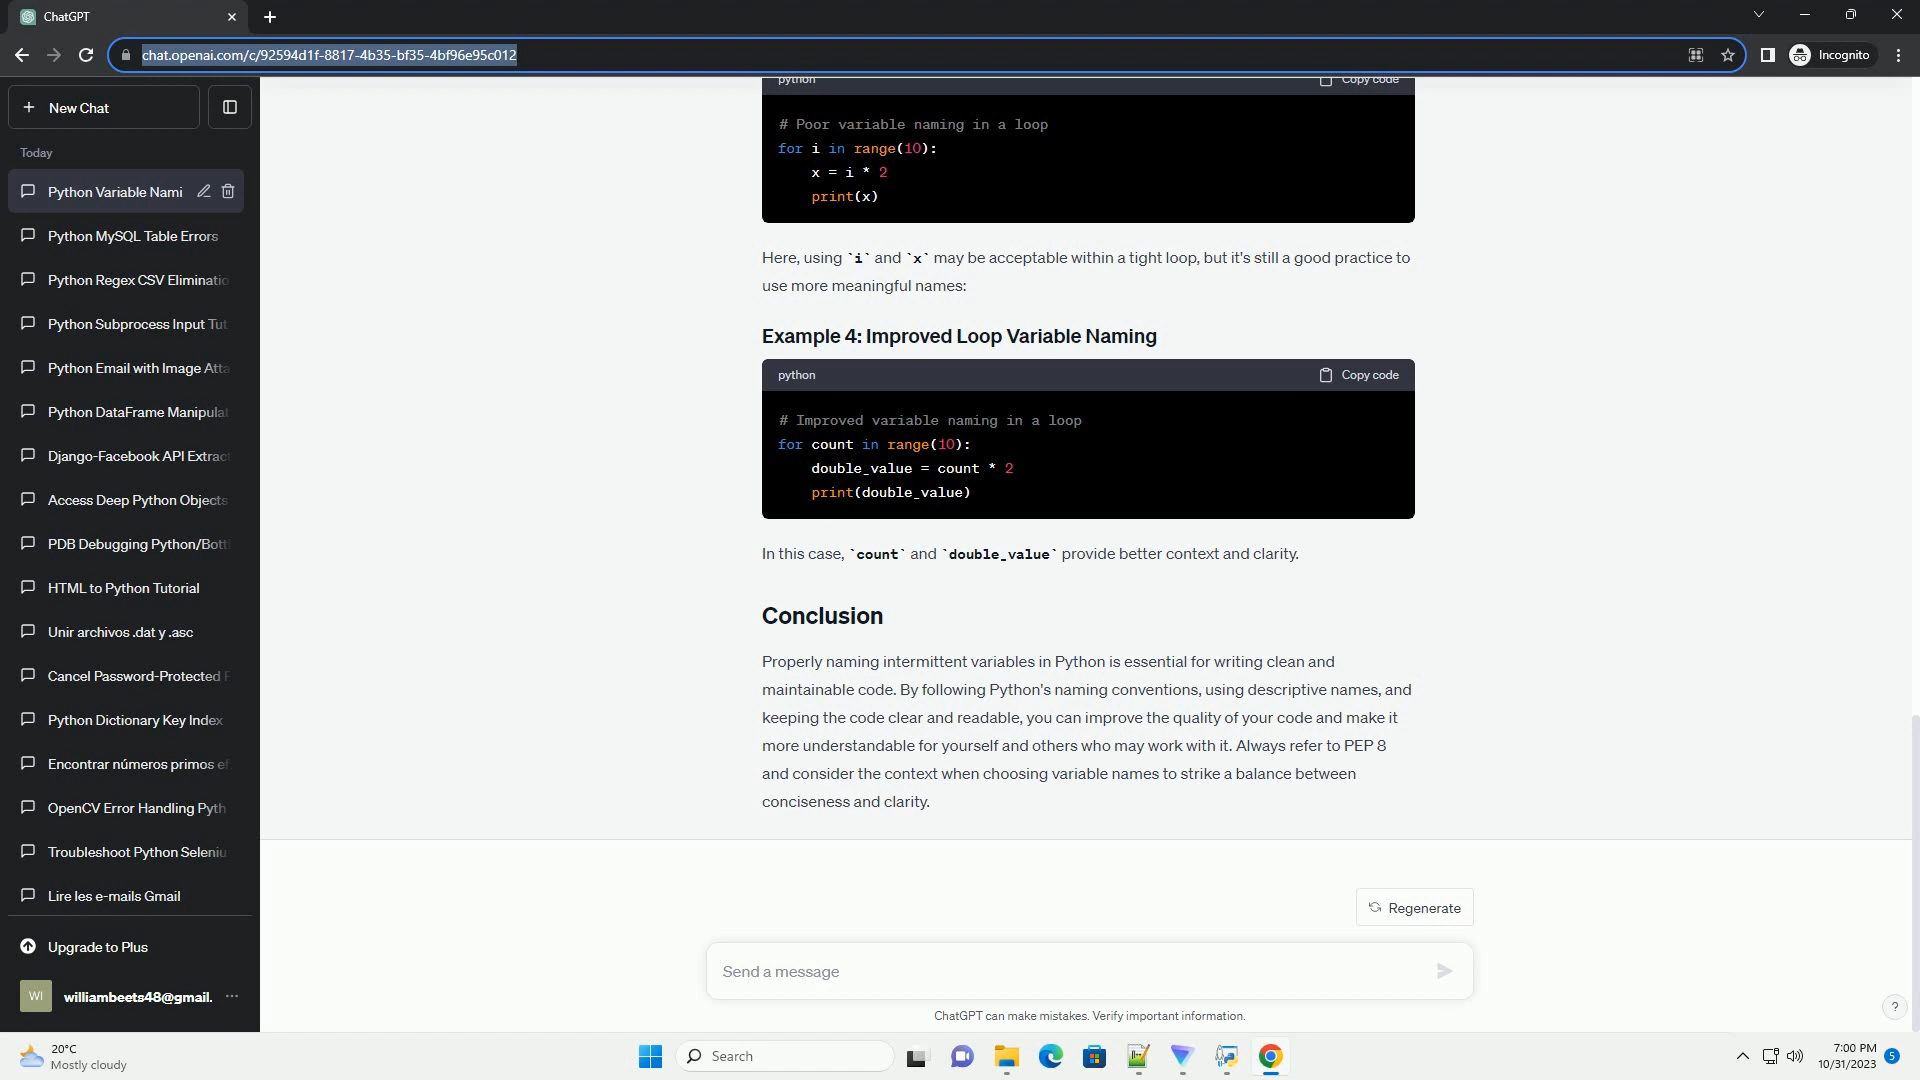 ChatGPT
chat.openai.com/c/92594d1f-8817-4b35-bf35-4bf96e95c012
Incognito
New Chat
Today
Python Variable Nami
Python MySQL Table Errors
Python Regex CSV Eliminatio
Python Subprocess Input Tut
Python Email with Image Atta
Python DataFrame Manipulat
Django-Facebook API Extract
Access Deep Python Objects
PDB Debugging Python/Bott
HTML to Python Tutorial
Unir archivos .dat y .asc
Cancel Password-Protected F
Python Dictionary Key Index
Encontrar números primos ef
OpenCV Error Handling Pyth
Troubleshoot Python Seleniu
Lire les e-mails Gmail
Upgrade to Plus
WI
williambeets48@gmail.
python
Copy code
# Poor variable naming in a loop
for i in range(10):
    x = i * 2
    print(x)
Here, using `i` and `x` may be acceptable within a tight loop, but it's still a good practice to
use more meaningful names:
Example 4: Improved Loop Variable Naming
python
Copy code
# Improved variable naming in a loop
for count in range(10):
    double_value = count * 2
    print(double_value)
In this case, `count` and `double_value` provide better context and clarity.
Conclusion
Properly naming intermittent variables in Python is essential for writing clean and
maintainable code. By following Python's naming conventions, using descriptive names, and
keeping the code clear and readable, you can improve the quality of your code and make it
more understandable for yourself and others who may work with it. Always refer to PEP 8
and consider the context when choosing variable names to strike a balance between
conciseness and clarity.
Regenerate
Send a message
ChatGPT can make mistakes. Verify important information.
?
20°C
Mostly cloudy
Search
7:00 PM
10/31/2023
5